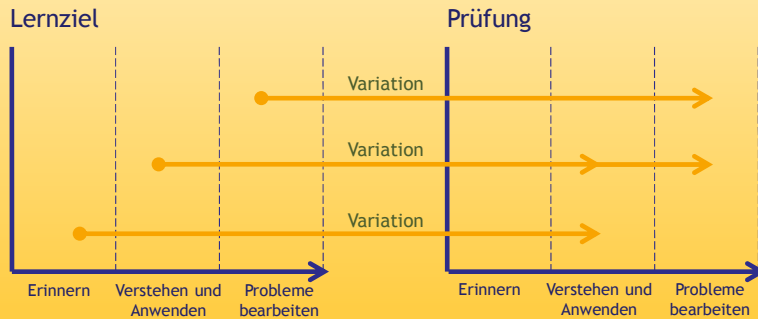 Lernziel
Prüfung
Variation
Variation
Variation
Erinnern
Verstehen und
Anwenden
Probleme
bearbeiten
Erinnern
Verstehen und
Anwenden
Probleme
bearbeiten